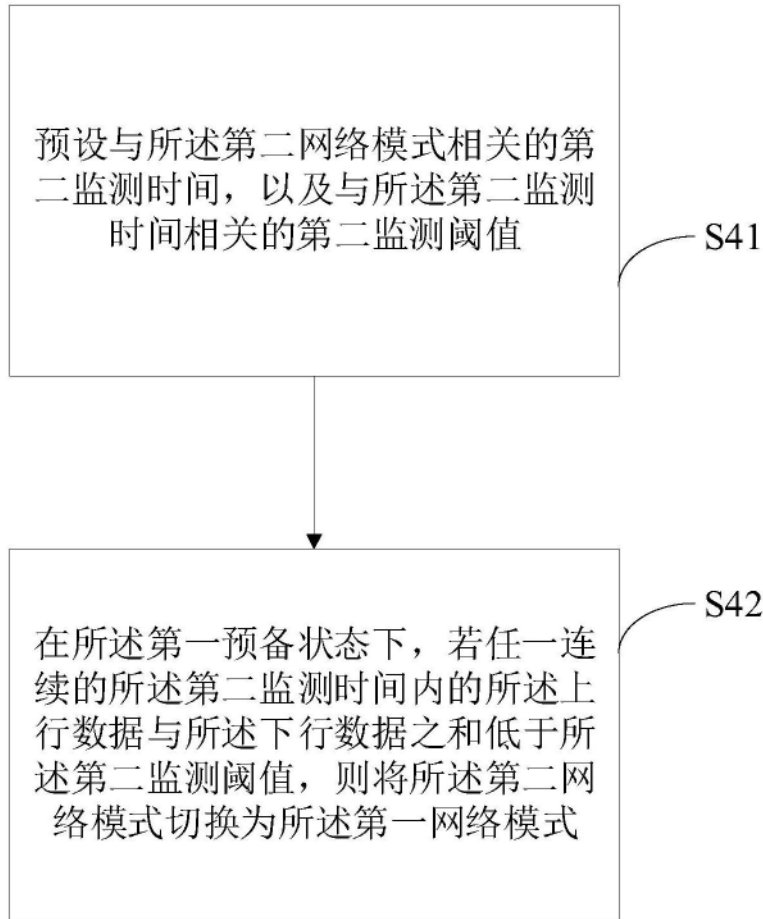 预设与所述第二网络模式相关的第
二监测时间，以及与所述第二监测
时间相关的第二监测阈值
S41
S42
在所述第一预备状态下，若任一连
续的所述第二监测时间内的所述上
行数据与所述下行数据之和低于所
述第二监测阈值，则将所述第二网
络模式切换为所述第一网络模式